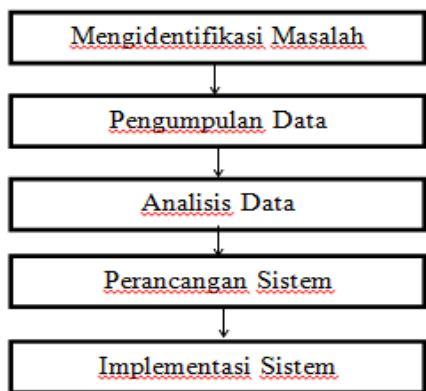 Mengidentifikasi Masalah
Pengumpulan Data
Analisis Data
Perancangan Sistem
Implementasi Sistem